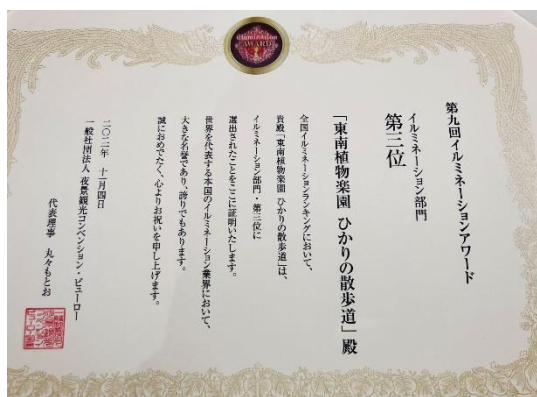 Illumination
AWARD
第九回イルミネーションアワード
イルミネーション部門
第三位
「東南植物楽園 ひかりの散歩道」殿
全国イルミネーションランキングにおいて、
貴殿「東南植物楽園 ひかりの散歩道」は、
イルミネーション部門・第三位に
選出されたことをここに証明いたします。
世界を代表する本国のイルミネーション業界において、
大きな名誉であり、誇りでもあります。
誠におめでたく、心よりお祝いを申し上げます。
二〇二一年 十一月四日
一般社団法人 夜景観光コンベンション・ビューロー
代表理事 丸々もとお